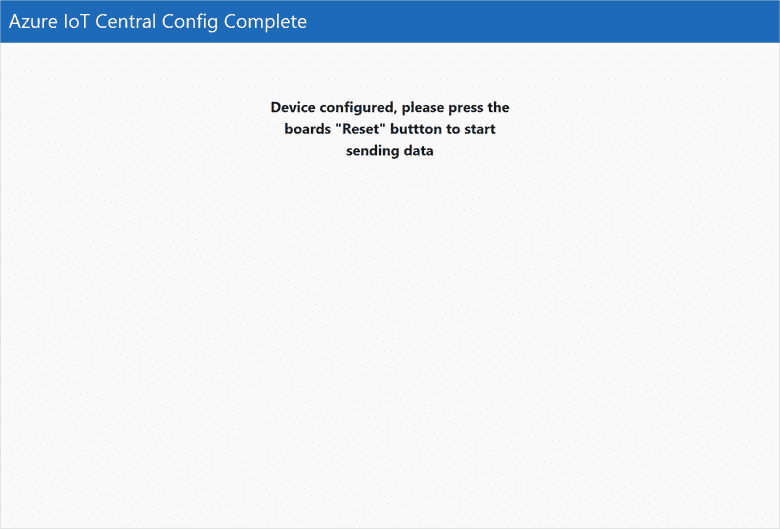 Azure IoT Central Config Complete
Device configured, please press the
boards "Reset" buttton to start
sending data